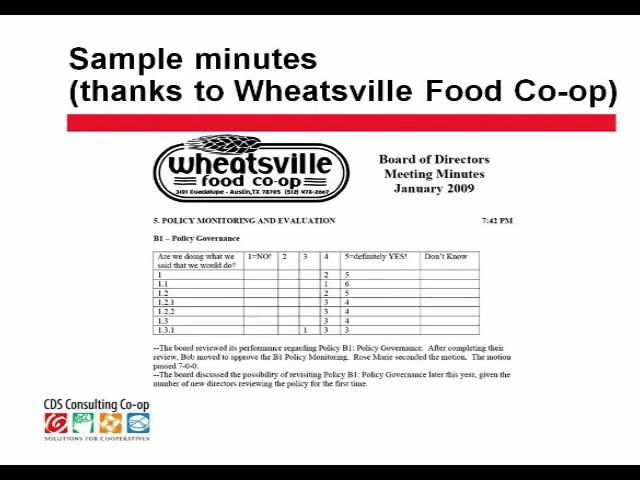 Sample minutes
(thanks to Wheatsville Food Co-op)
wheatsville
food co-op
3101 Guadalupe - Austin, TX 78705 (512) 478-2667
Board of Directors
Meeting Minutes
January 2009
5. POLICY MONITORING AND EVALUATION 7:42 PM
B1 – Policy Governance
Are we doing what we 1=NO! 2 3 4 5=definitely YES! Don't Know
said that we would do?
1 2 5
1.1 1 6
1.2 2 5
1.2.1 3 4
1.2.2 3 4
1.3 3 4
1.3.1 1 3 3
--The board reviewed its performance regarding Policy B1: Policy Governance. After completing their
review, Bob moved to approve the B1 Policy Monitoring. Rose Marie seconded the motion. The motion
passed 7-0-0.
--The board discussed the possibility of revisiting Policy B1: Policy Governance later this year, given the
number of new directors reviewing the policy for the first time.
CDS Consulting Co-op
SOLUTIONS FOR COOPERATIVES